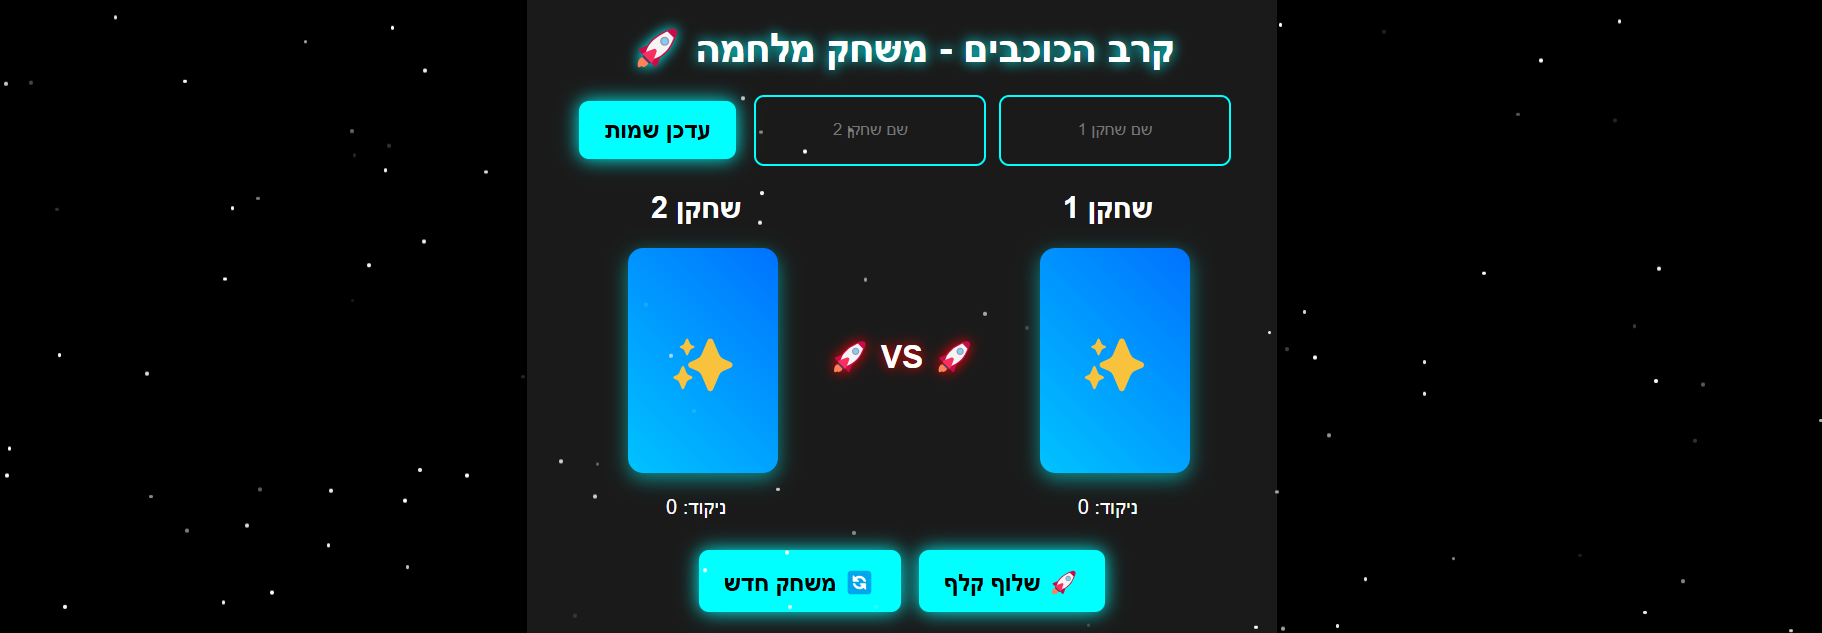 קרב הכוכבים - משחק מלחמה 🚀
שם שחקן 1
שם שחקן 2
עדכן שמות
שחקן 1
שחקן 2
🚀 VS 🚀
ניקוד: 0
ניקוד: 0
🚀 שלוף קלף
🔄 משחק חדש